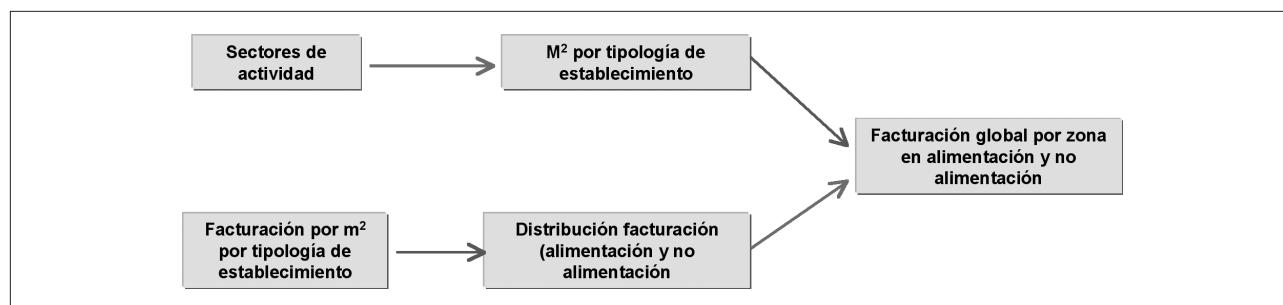 Sectores de
actividad
M² por tipología de
establecimiento
Facturación global por zona
en alimentación y no
alimentación
Facturación por m²
por tipología de
establecimiento
Distribución facturación
(alimentación y no
alimentación